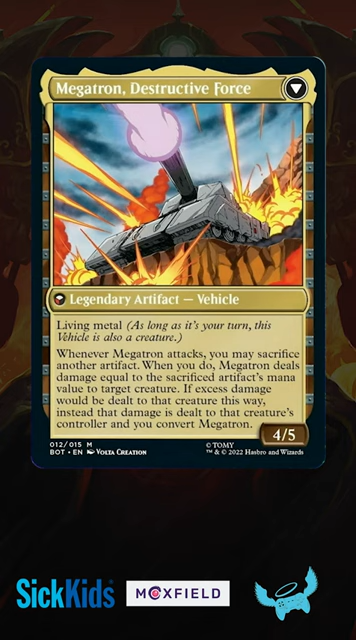 Megatron, Destructive Force
Legendary Artifact — Vehicle
Living metal (As long as it's your turn, this
Vehicle is also a creature.)
Whenever Megatron attacks, you may sacrifice
another artifact. When you do, Megatron deals
damage equal to the sacrificed artifact's mana
value to target creature. If excess damage
would be dealt to that creature this way,
instead that damage is dealt to that creature's
controller and you convert Megatron.
4/5
012/015 M
BOT • EN Volta Creation
© TOMY
™ & © 2022 Hasbro and Wizards
SickKids
MOXFIELD